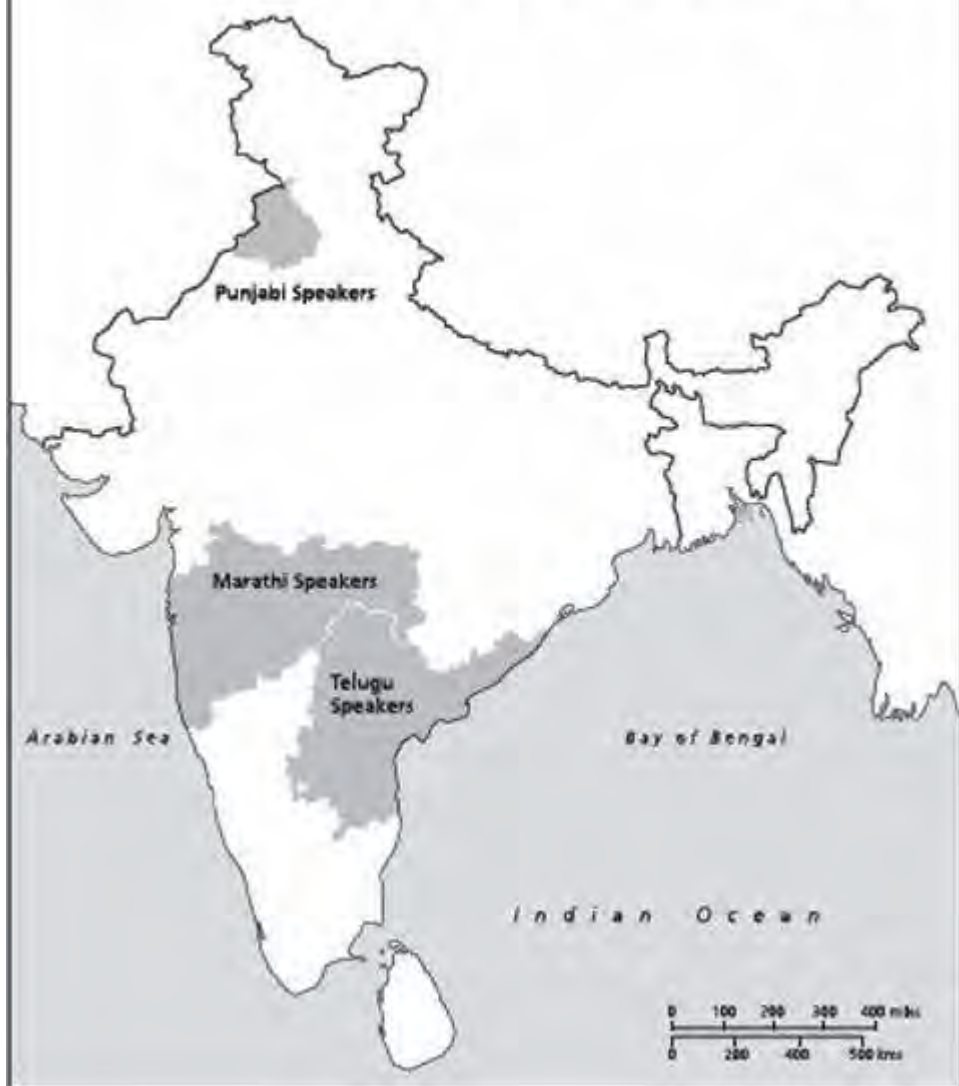 Punjabi Speakers
Marathi Speakers
Telugu
Speakers
Arabian Sea
Bay of Bengal
Indian Ocean
0 100 200 300 400 miles
0 200 400 500 kms